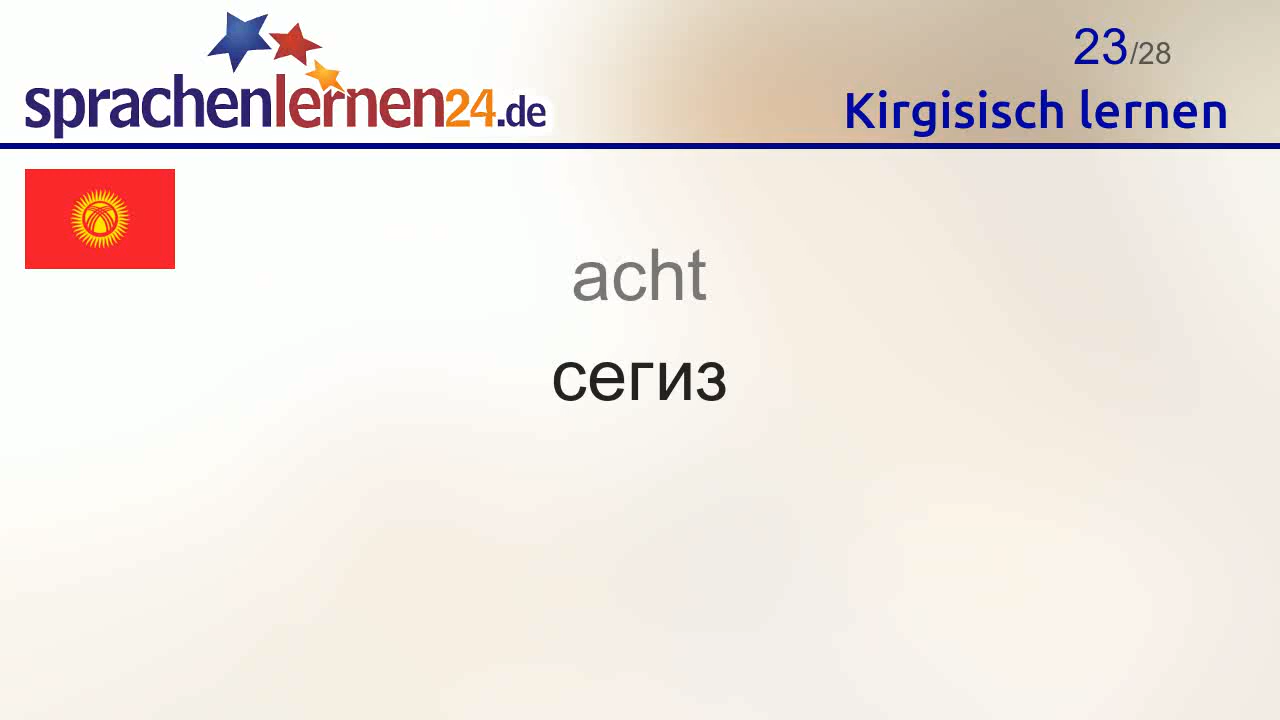 sprachenlernen24.de
23/28
Kirgisisch lernen
acht
сегиз